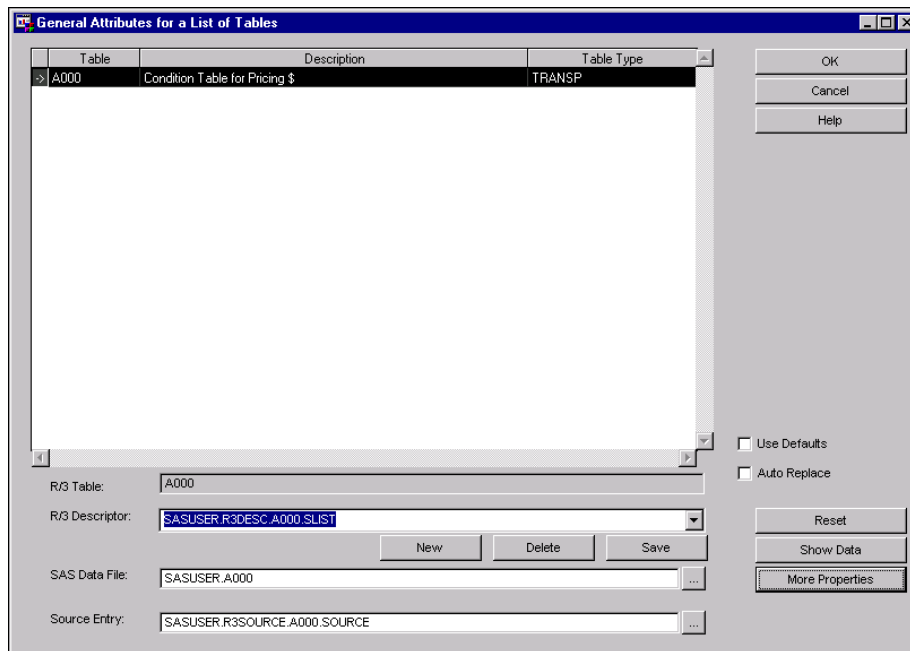 General Attributes for a List of Tables
Table Description Table Type
-> A000 Condition Table for Pricing $ TRANSP
OK
Cancel
Help
Use Defaults
Auto Replace
R/3 Table: A000
R/3 Descriptor: SASUSER.R3DESC.A000.SLIST
Reset
New Delete Save
Show Data
SAS Data File: SASUSER.A000 ...
More Properties
Source Entry: SASUSER.R3SOURCE.A000.SOURCE ...